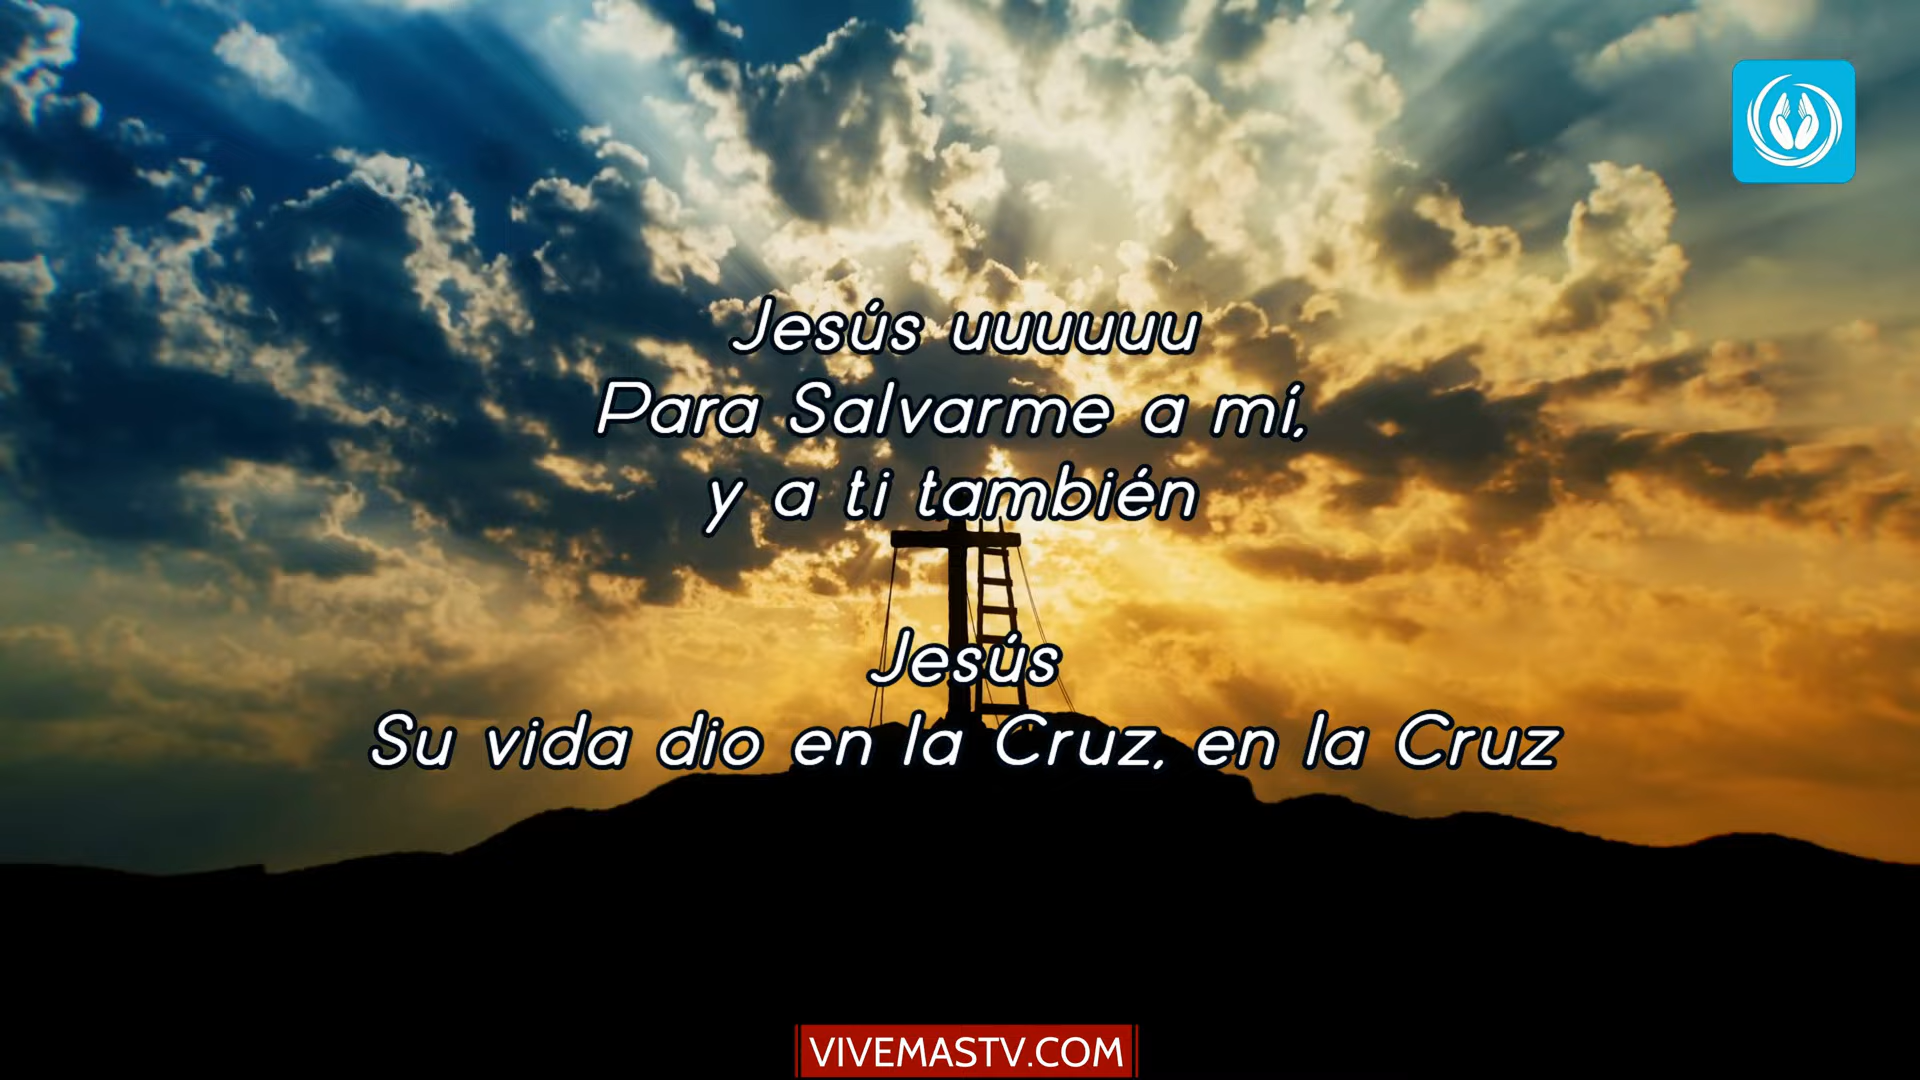 Jesús uuuuuu
Para Salvarme a mí,
y a ti también
Jesús
Su vida dio en la Cruz, en la Cruz
VIVEMASTV.COM